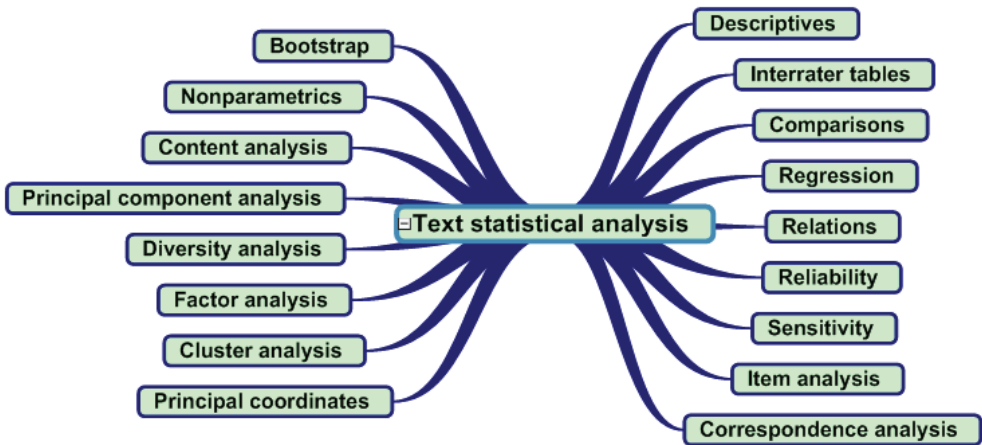 Bootstrap
Nonparametrics
Content analysis
Principal component analysis
Diversity analysis
Factor analysis
Cluster analysis
Principal coordinates
Text statistical analysis
Descriptives
Interrater tables
Comparisons
Regression
Relations
Reliability
Sensitivity
Item analysis
Correspondence analysis